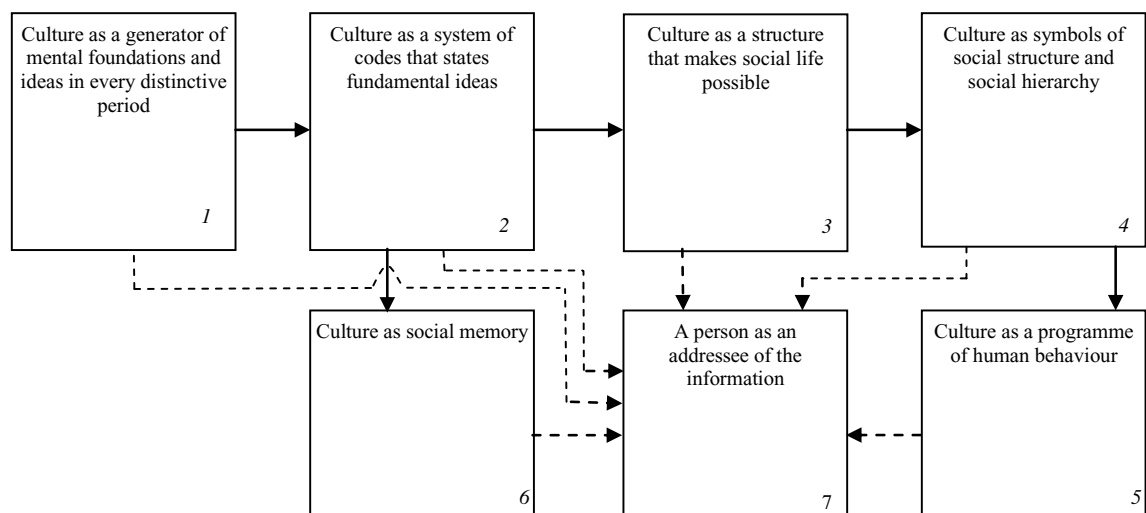 Culture as a generator of
mental foundations and
ideas in every distinctive
period
1
Culture as a system of
codes that states
fundamental ideas
2
Culture as a structure
that makes social life
possible
3
Culture as symbols of
social structure and
social hierarchy
4
Culture as social memory
6
A person as an
addressee of the
information
7
Culture as a programme
of human behaviour
5